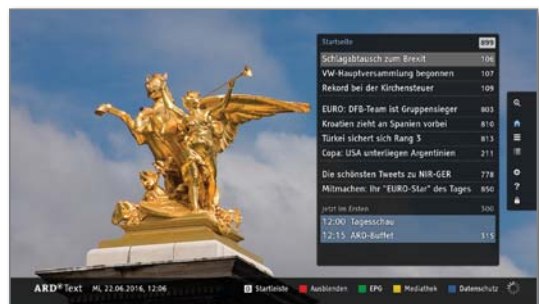 Startseite 899
Schlagabtausch zum Brexit 106
VW-Hauptversammlung begonnen 107
Rekord bei der Kirchensteuer 109
EURO: DFB-Team ist Gruppensieger 803
Kroatien zieht an Spanien vorbei 810
Türkei sichert sich Rang 3 813
Copa: USA unterliegen Argentinien 211
Die schönsten Tweets zu NIR-GER 778
Mitmachen: Ihr "EURO-Star" des Tages 850
Jetzt im Ersten 300
12:00 Tagesschau
12:15 ARD-Buffet 315
?
ARD Text Mi, 22.06.2016, 12:06 Startleiste Ausblenden EPG Mediathek Datenschutz